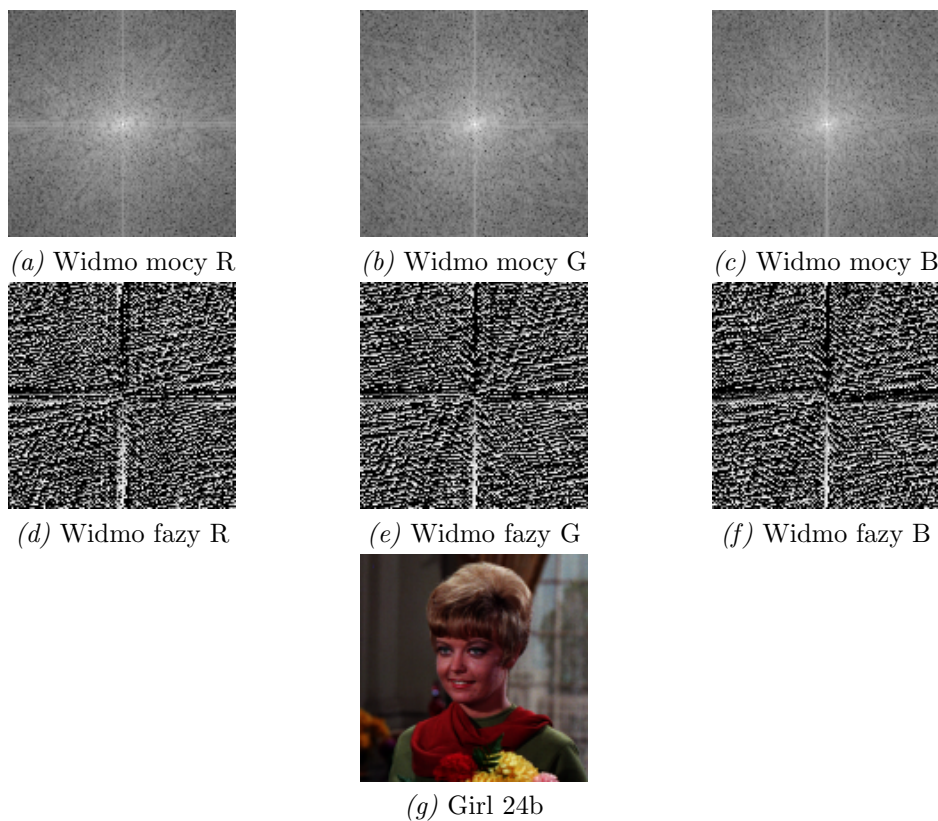 (a) Widmo mocy R
(b) Widmo mocy G
(c) Widmo mocy B
(d) Widmo fazy R
(e) Widmo fazy G
(f) Widmo fazy B
(g) Girl 24b